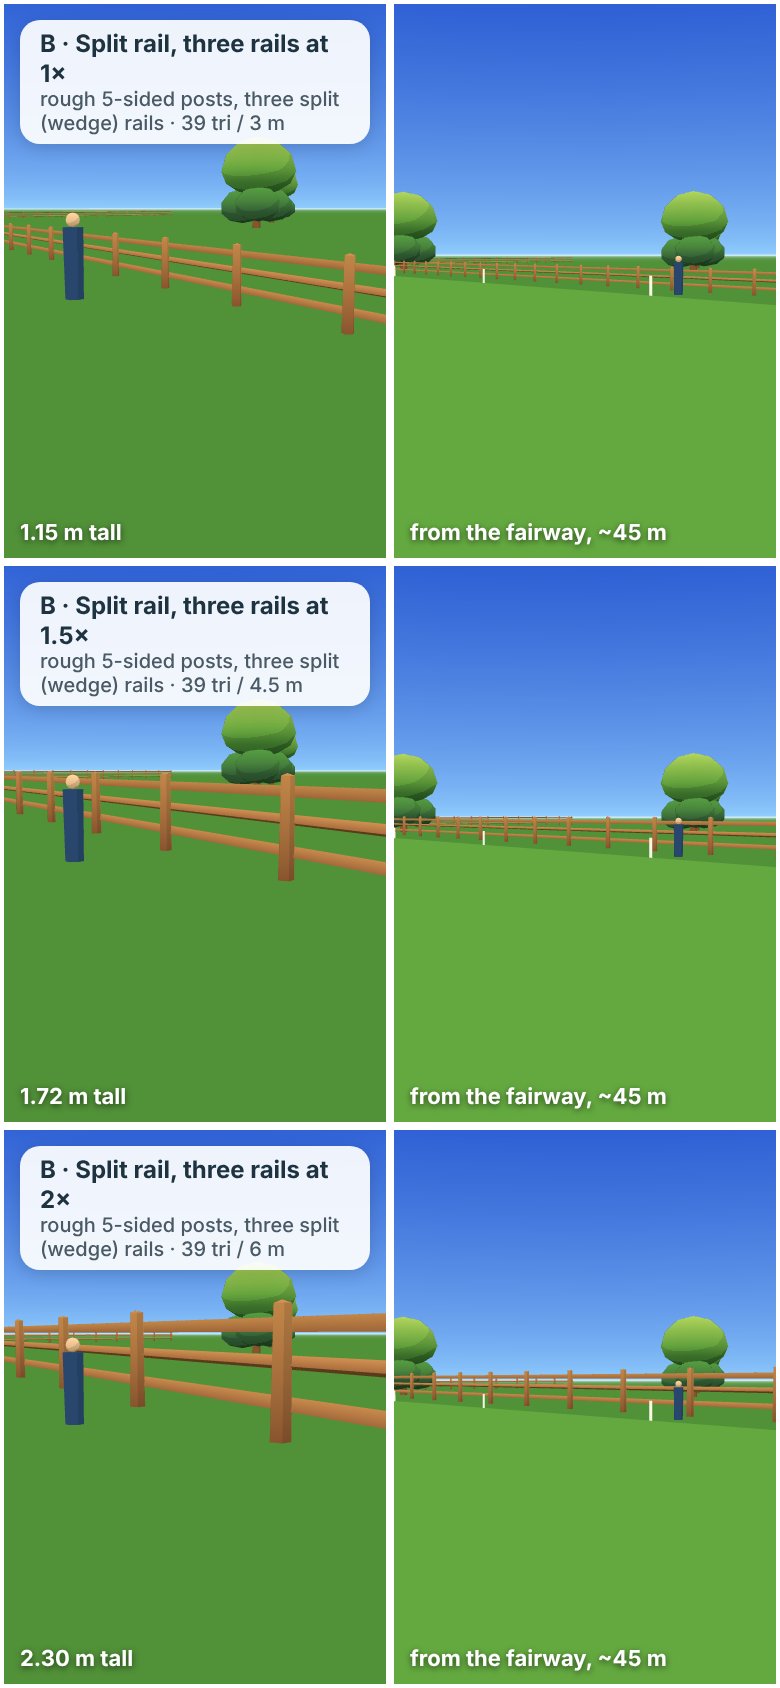 B · Split rail, three rails at
1×
rough 5-sided posts, three split
(wedge) rails · 39 tri / 3 m
1.15 m tall
from the fairway, ~45 m
B · Split rail, three rails at
1.5×
rough 5-sided posts, three split
(wedge) rails · 39 tri / 4.5 m
1.72 m tall
from the fairway, ~45 m
B · Split rail, three rails at
2×
rough 5-sided posts, three split
(wedge) rails · 39 tri / 6 m
2.30 m tall
from the fairway, ~45 m